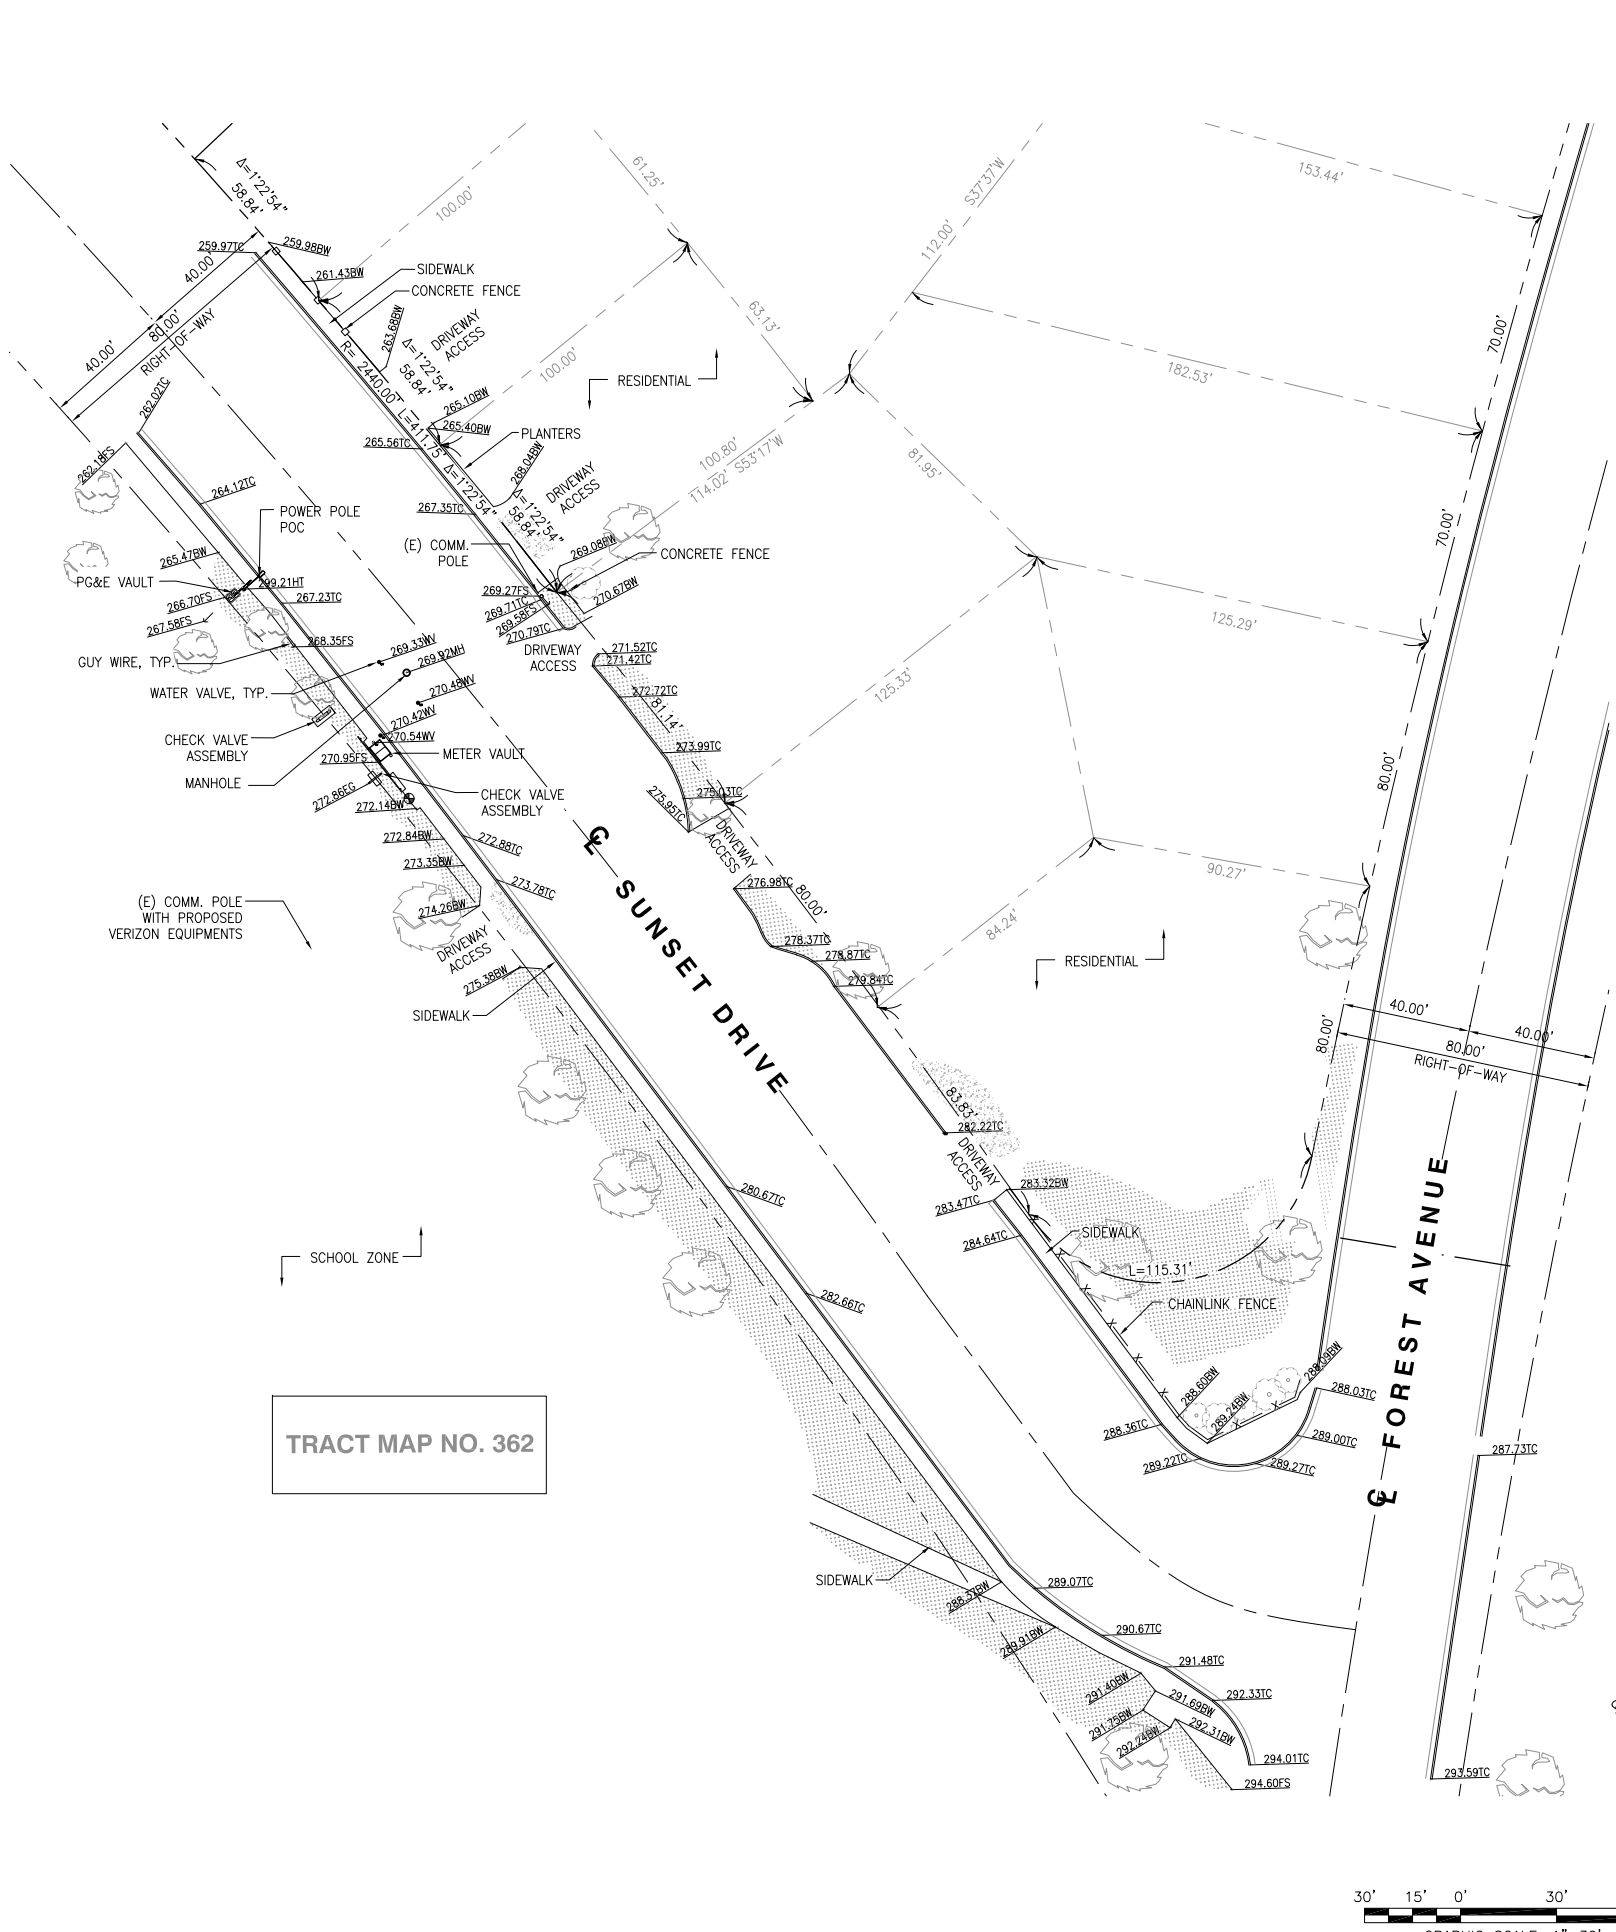 Δ=1°22'54"
58.84'
100.00'
61.25'
S37°37'W
112.00'
153.44'
259.97TC
259.98BW
40.00'
261.43BW
SIDEWALK
CONCRETE FENCE
263.68BW
DRIVEWAY
ACCESS
63.13'
70.00'
40.00'
80.00'
RIGHT-OF-WAY
R= 2440.00' L=411.75'
Δ=1°22'54"
58.84'
100.00'
RESIDENTIAL
182.53'
262.02TC
265.10BW
265.40BW
265.56TC
PLANTERS
268.04BW
100.80'
114.02' S53°17'W
81.95'
262.18FS
264.12TC
Δ=1°22'54"
DRIVEWAY
ACCESS
POWER POLE
POC
267.35TC
Δ=1°22'54"
58.84'
70.00'
(E) COMM.
POLE
269.08BW
CONCRETE FENCE
265.47BW
PG&E VAULT
299.21HT
266.70FS
267.23TC
269.27FS
269.71TC
269.58FS
270.79TC
270.67BW
267.58FS
268.35FS
125.29'
GUY WIRE, TYP.
269.33WV
269.92MH
DRIVEWAY
ACCESS
271.52TC
271.42TC
WATER VALVE, TYP.
270.48WV
272.72TC
125.33'
270.42WV
270.54WV
81.14'
CHECK VALVE
ASSEMBLY
270.95FS
METER VAULT
273.99TC
80.00'
MANHOLE
272.86EG
272.14BW
CHECK VALVE
ASSEMBLY
275.95TC
275.03TC
272.84BW
272.88TC
DRIVEWAY
ACCESS
273.35BW
273.78TC
276.98TC
90.27'
(E) COMM. POLE
WITH PROPOSED
VERIZON EQUIPMENTS
274.26BW
80.00'
84.24'
DRIVEWAY
ACCESS
278.37TC
278.87TC
RESIDENTIAL
275.38BW
279.84TC
SIDEWALK
℄ SUNSET DRIVE
40.00'
40.00'
80.00'
80.00'
RIGHT-OF-WAY
83.83'
282.22TC
DRIVEWAY
ACCESS
280.67TC
283.32BW
283.47TC
284.64TC
SIDEWALK
SCHOOL ZONE
L=115.31'
282.66TC
CHAINLINK FENCE
℄ FOREST AVENUE
288.09BW
288.60BW
288.03TC
289.24BW
TRACT MAP NO. 362
288.36TC
289.00TC
289.22TC
289.27TC
287.73TC
SIDEWALK
288.37BW
289.07TC
289.91BW
290.67TC
291.48TC
291.40BW
291.69BW
292.33TC
291.75BW
292.31BW
292.24BW
294.01TC
293.59TC
294.60FS
30' 15' 0' 30'